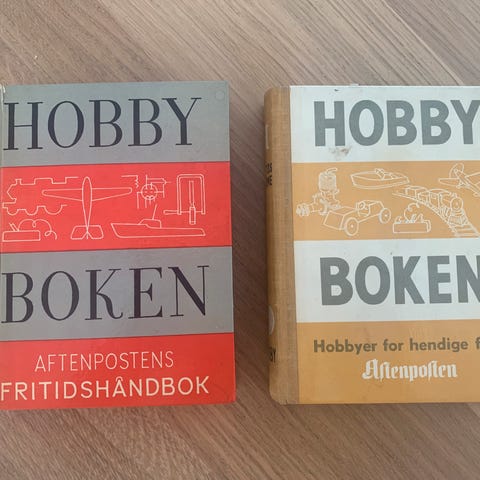 HOBBY
BOKEN
AFTENPOSTENS
FRITIDSHÅNDBOK
HOBBY
BOKEN
Hobbyer for hendige f
Aftenposten